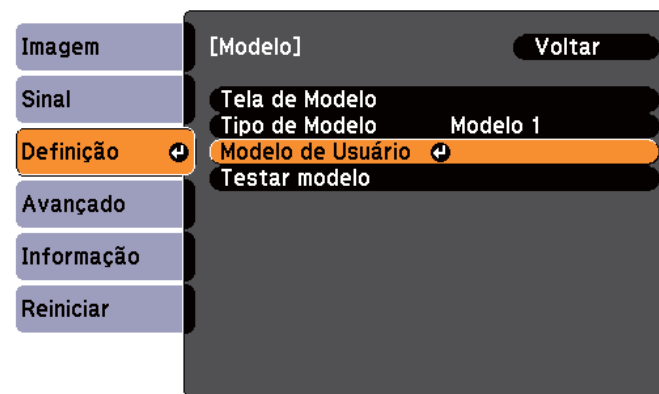 Imagem
Sinal
Definição
Avançado
Informação
Reiniciar
[Modelo] Voltar
Tela de Modelo
Tipo de Modelo Modelo 1
Modelo de Usuário
Testar modelo